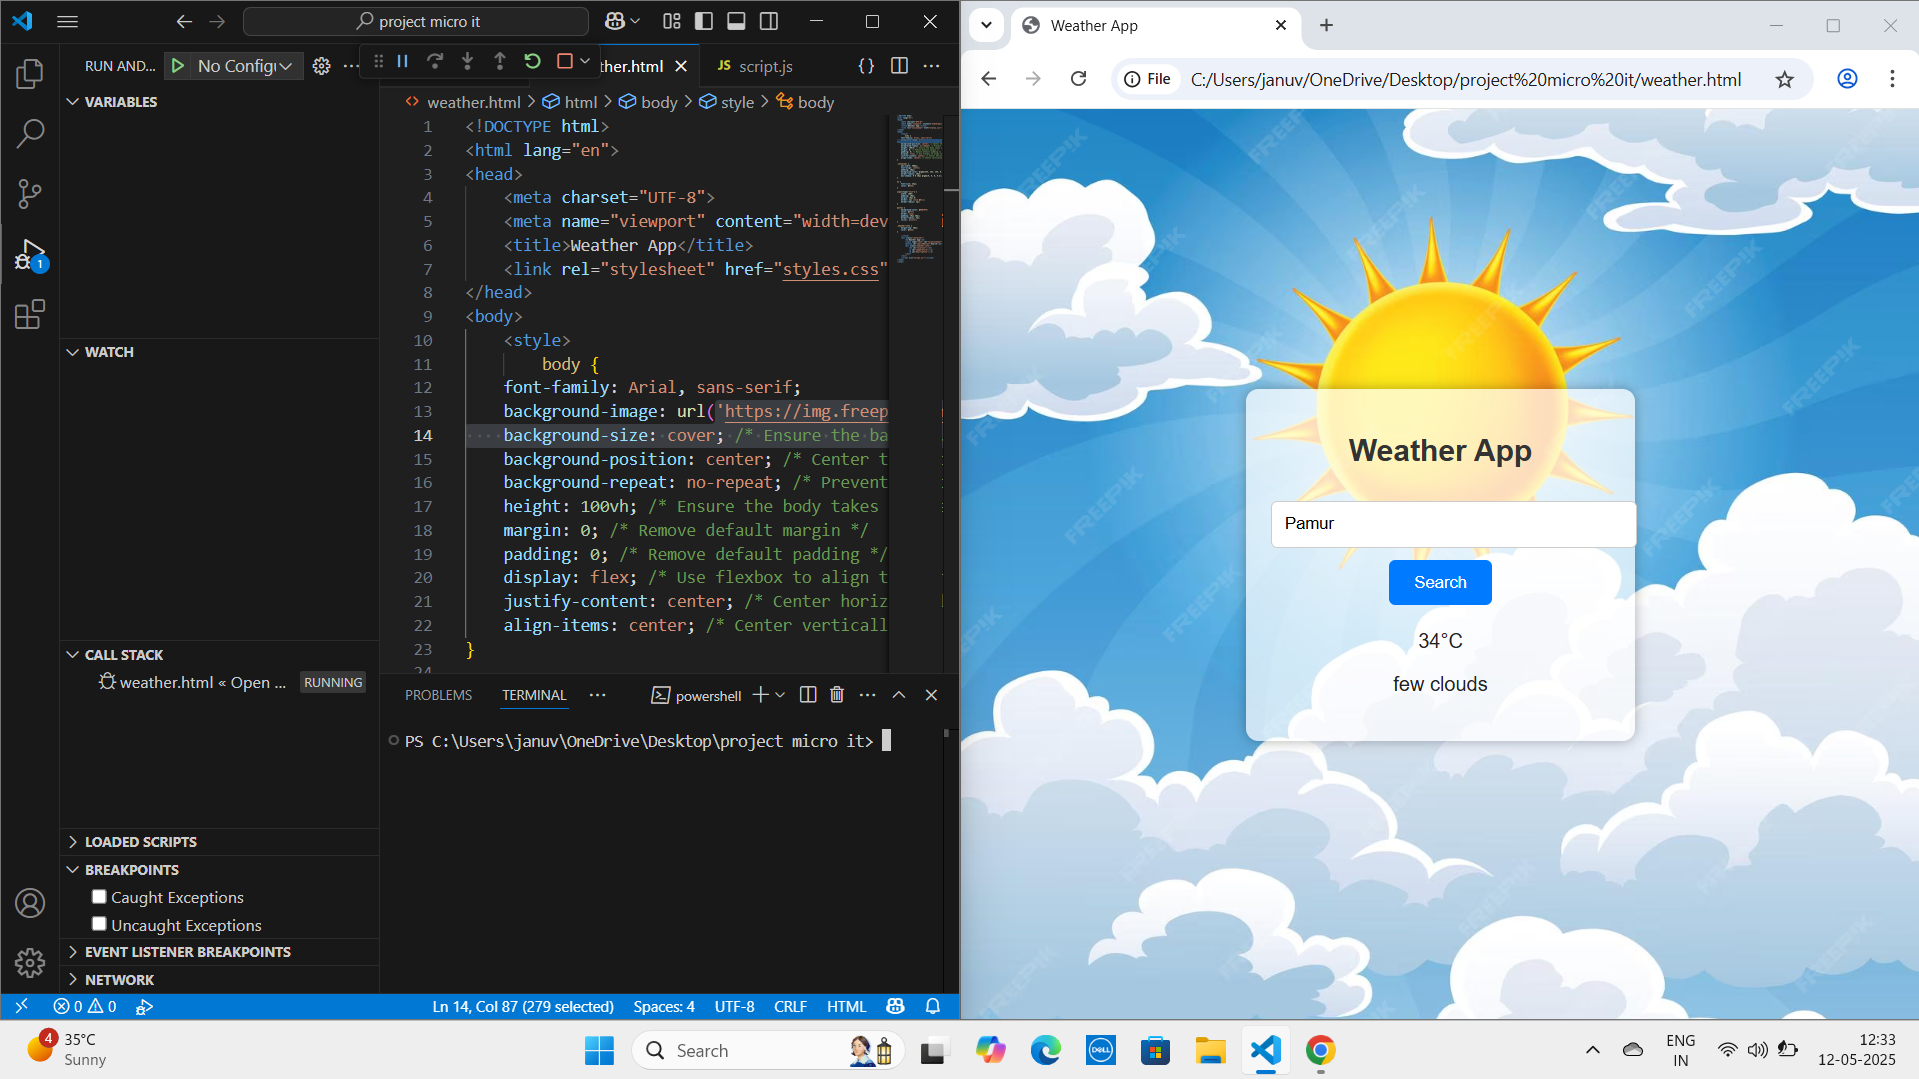 project micro it
RUN AND...
No Config
ther.html
JS script.js
VARIABLES
WATCH
CALL STACK
weather.html « Open ...
RUNNING
LOADED SCRIPTS
BREAKPOINTS
Caught Exceptions
Uncaught Exceptions
EVENT LISTENER BREAKPOINTS
NETWORK
1
weather.html > html > body > style > body
1 <!DOCTYPE html>
2 <html lang="en">
3 <head>
4 <meta charset="UTF-8">
5 <meta name="viewport" content="width=dev
6 <title>Weather App</title>
7 <link rel="stylesheet" href="styles.css"
8 </head>
9 <body>
10 <style>
11 body {
12 font-family: Arial, sans-serif;
13 background-image: url('https://img.freep
14 background-size: cover; /* Ensure the ba
15 background-position: center; /* Center t
16 background-repeat: no-repeat; /* Prevent
17 height: 100vh; /* Ensure the body takes
18 margin: 0; /* Remove default margin */
19 padding: 0; /* Remove default padding */
20 display: flex; /* Use flexbox to align t
21 justify-content: center; /* Center horiz
22 align-items: center; /* Center verticall
23 }
24
PROBLEMS
TERMINAL
powershell
PS C:\Users\januv\OneDrive\Desktop\project micro it>
0 0
Ln 14, Col 87 (279 selected)
Spaces: 4
UTF-8
CRLF
HTML
Weather App
File
C:/Users/januv/OneDrive/Desktop/project%20micro%20it/weather.html
Weather App
Pamur
Search
34°C
few clouds
FREEPIK
4
35°C
Sunny
Search
DELL
ENG
IN
12:33
12-05-2025